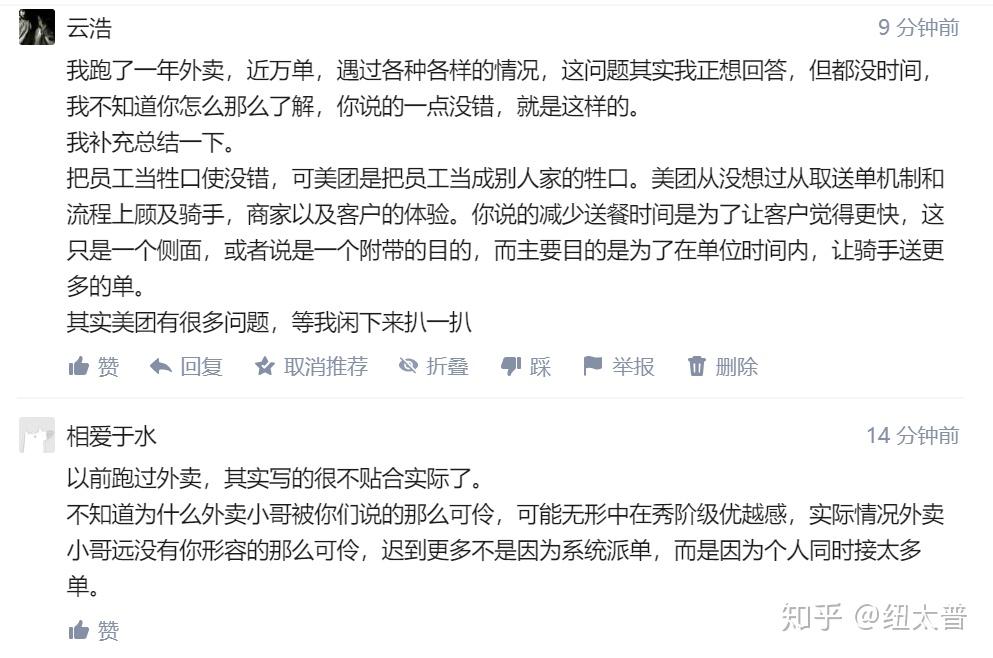 云浩
9 分钟前
我跑了一年外卖，近万单，遇过各种各样的情况，这问题其实我正想回答，但都没时间，
我不知道你怎么那么了解，你说的一点没错，就是这样的。
我补充总结一下。
把员工当牲口使没错，可美团是把员工当成别人家的牲口。美团从没想过从取送单机制和
流程上顾及骑手，商家以及客户的体验。你说的减少送餐时间是为了让客户觉得更快，这
只是一个侧面，或者说是一个附带的目的，而主要目的是为了在单位时间内，让骑手送更
多的单。
其实美团有很多问题，等我闲下来扒一扒
赞 回复 取消推荐 折叠 踩 举报 删除
相爱于水
14 分钟前
以前跑过外卖，其实写的很不贴合实际了。
不知道为什么外卖小哥被你们说的那么可伶，可能无形中在秀阶级优越感，实际情况外卖
小哥远没有你形容的那么可伶，迟到更多不是因为系统派单，而是因为个人同时接太多
单。
赞
知乎 @纽太普